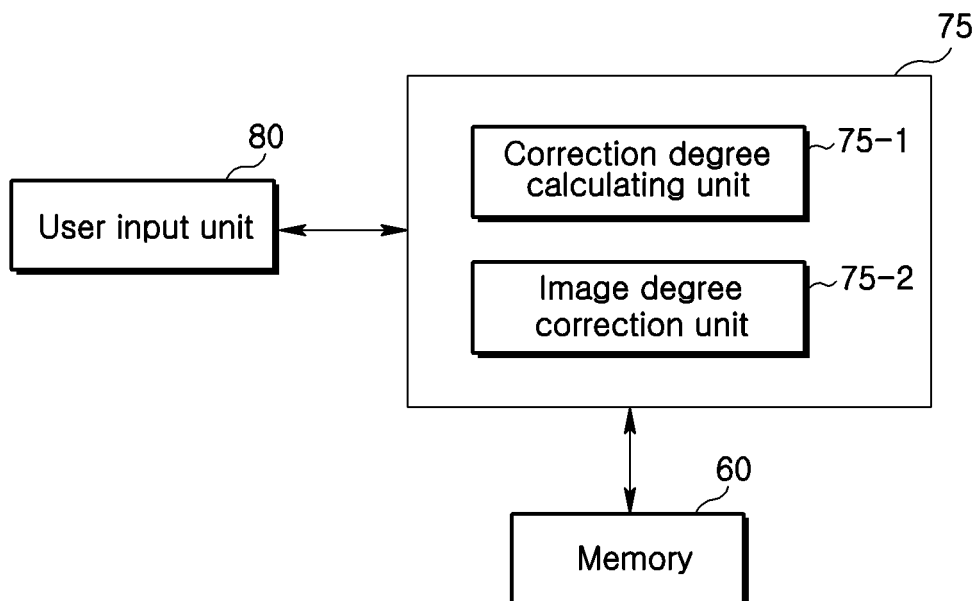 75
Correction degree
calculating unit
75-1
80
User input unit
Image degree
correction unit
75-2
60
Memory